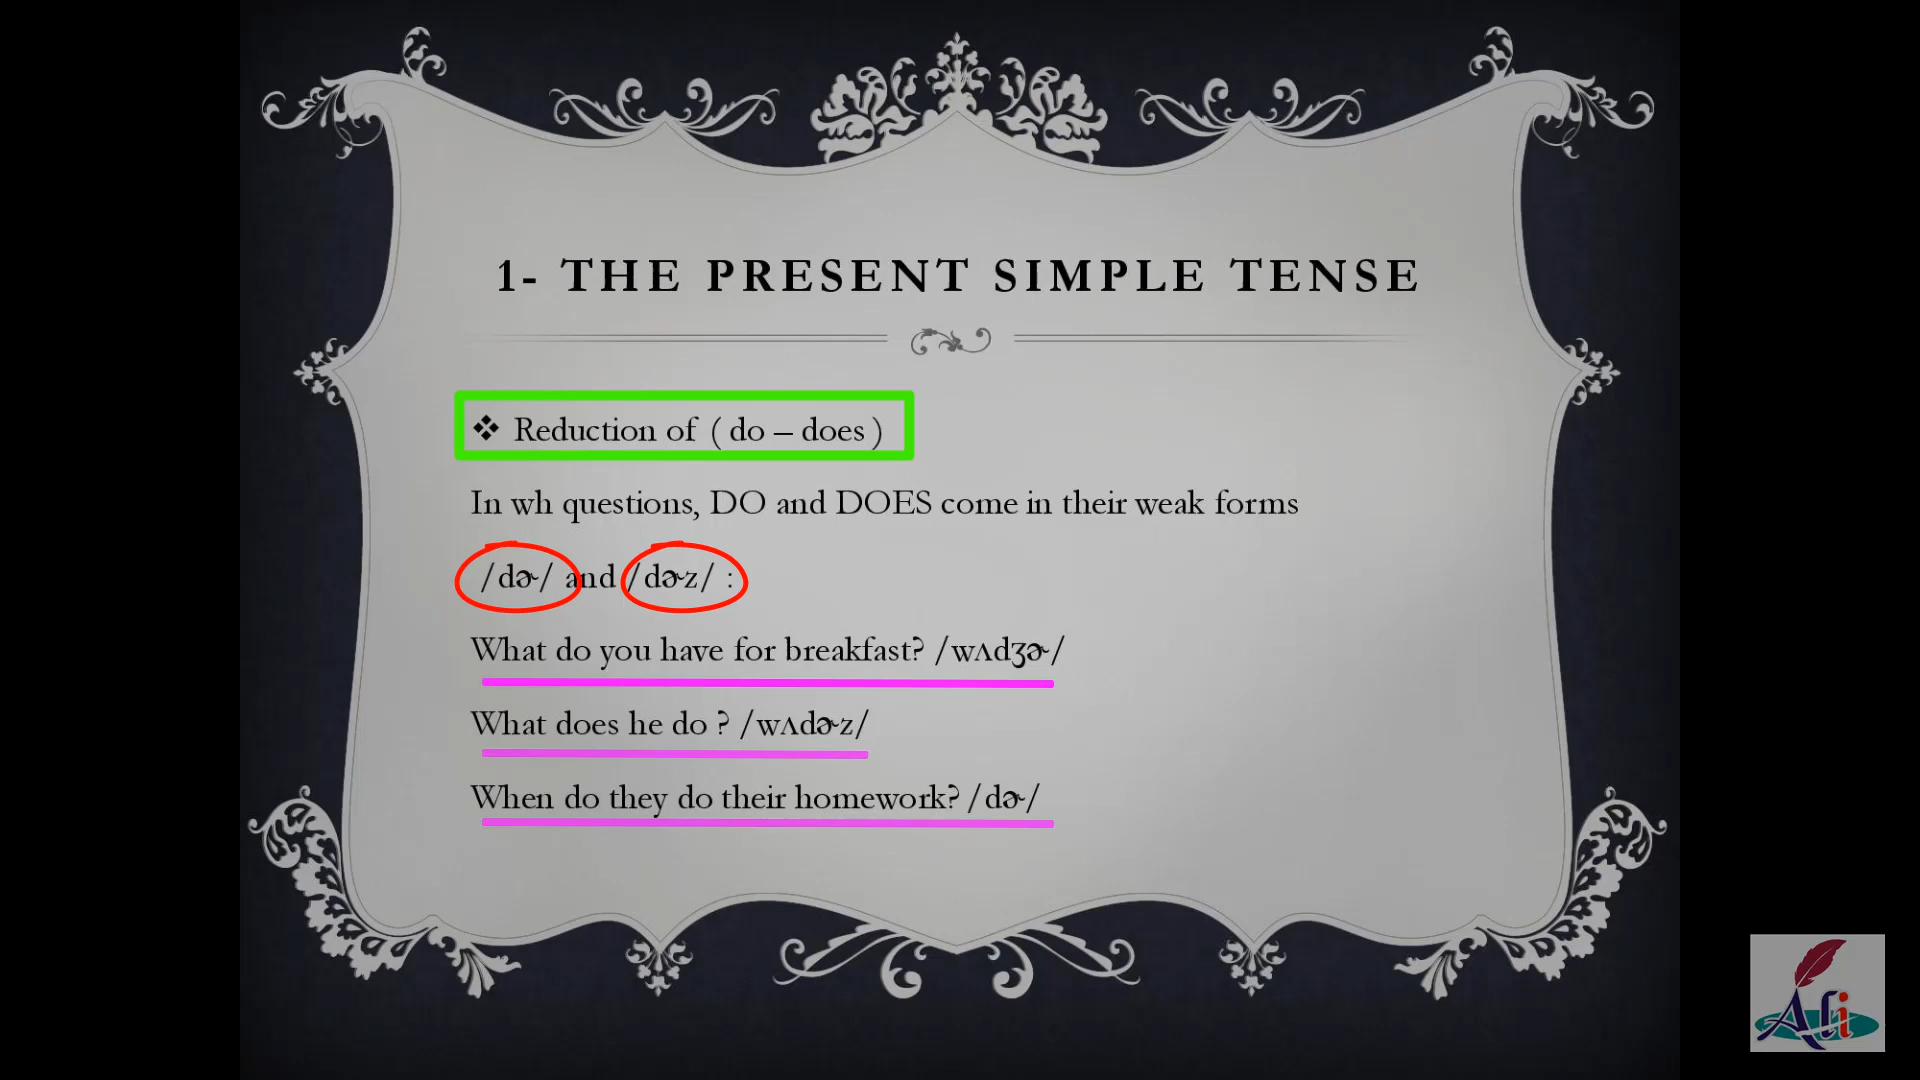 1- THE PRESENT SIMPLE TENSE
❖ Reduction of ( do – does )
In wh questions, DO and DOES come in their weak forms
/dɚ/ and /dɚz/ :
What do you have for breakfast? /wʌdʒɚ/
What does he do ? /wʌdɚz/
When do they do their homework? /dɚ/
Ali